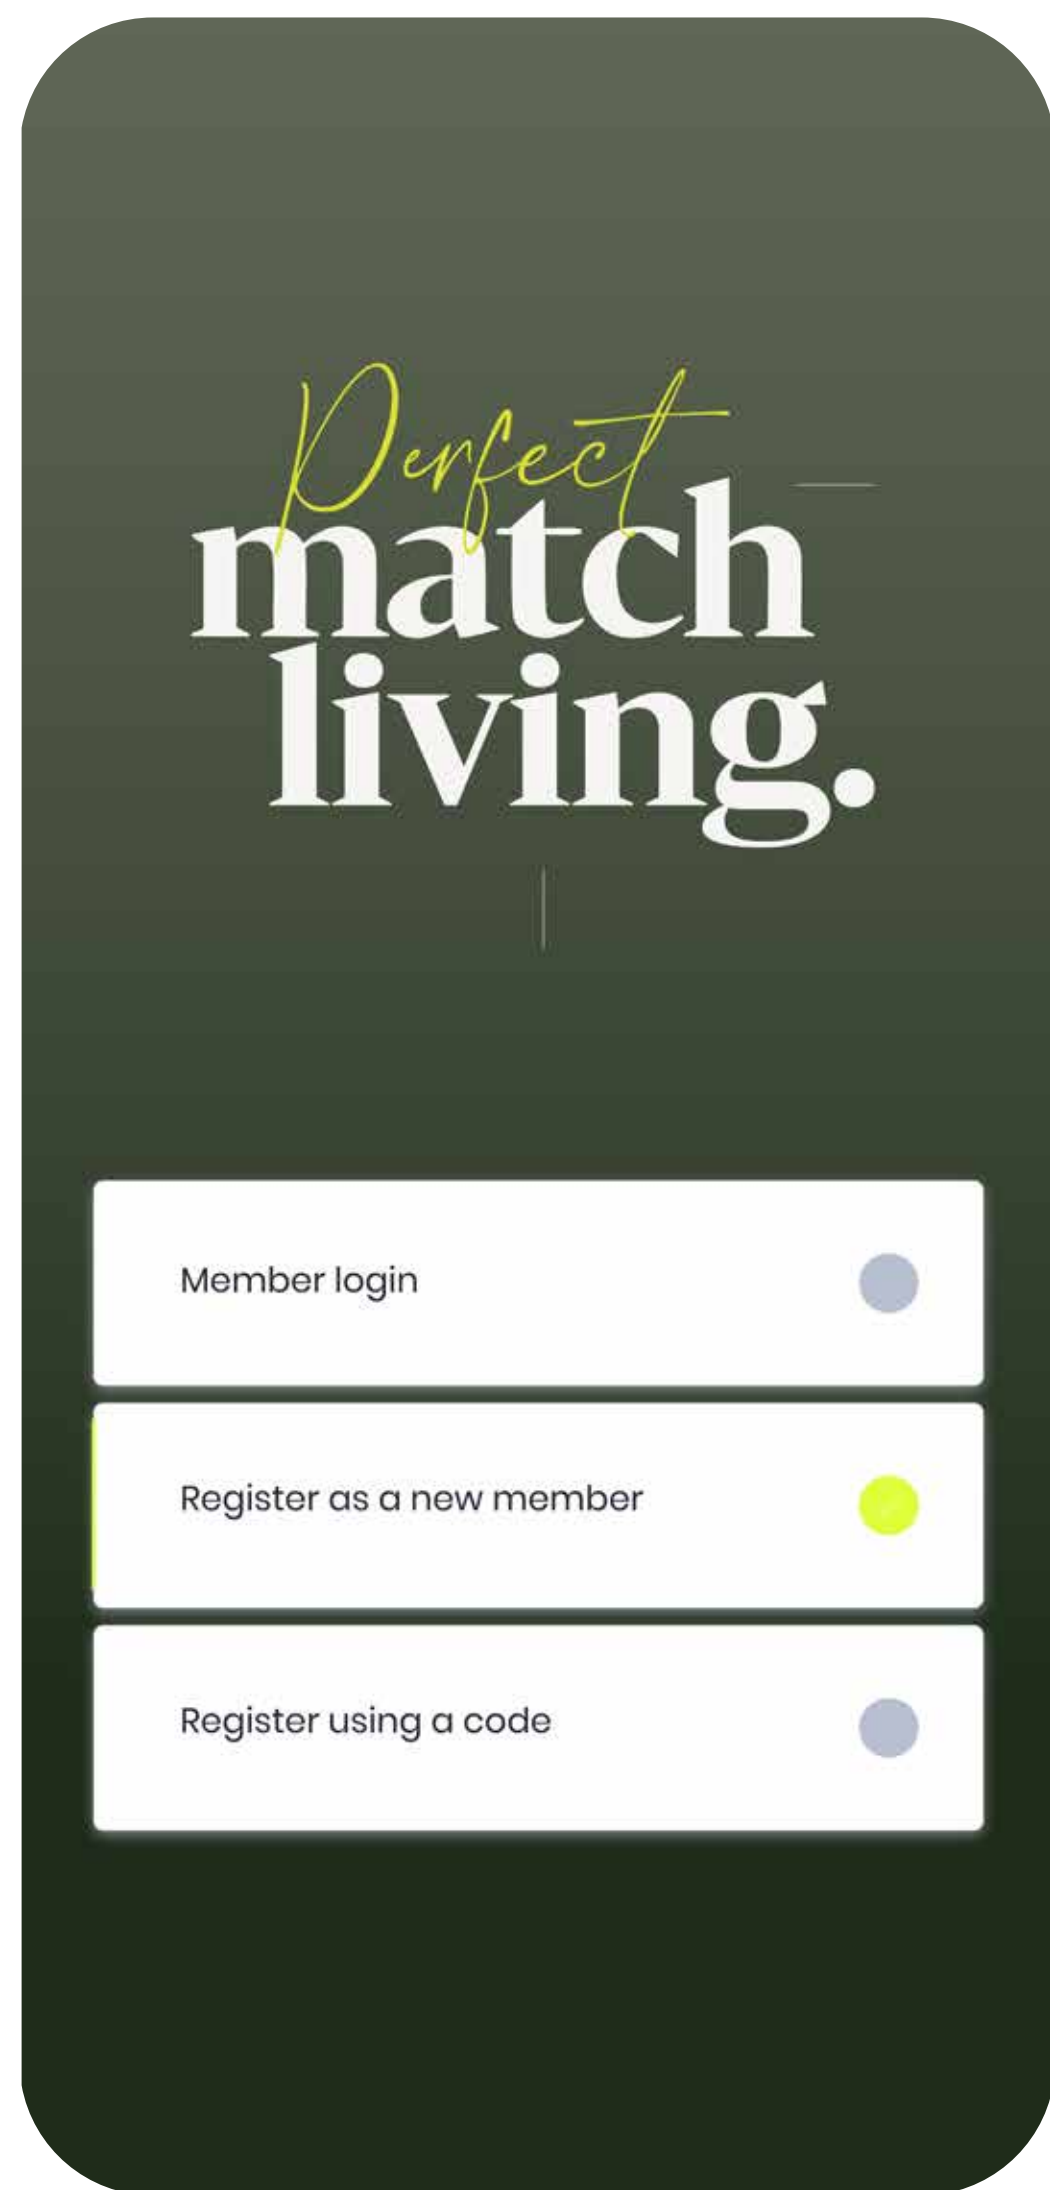 Perfect
match
living.
Member login
Register as a new member
Register using a code